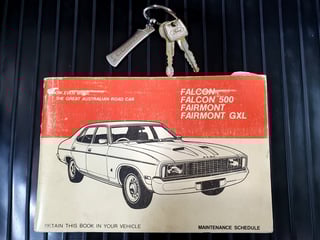 THE GREAT AUSTRALIAN ROAD CAR
FALCON
FALCON 500
FAIRMONT
FAIRMONT GXL
RETAIN THIS BOOK IN YOUR VEHICLE
MAINTENANCE SCHEDULE